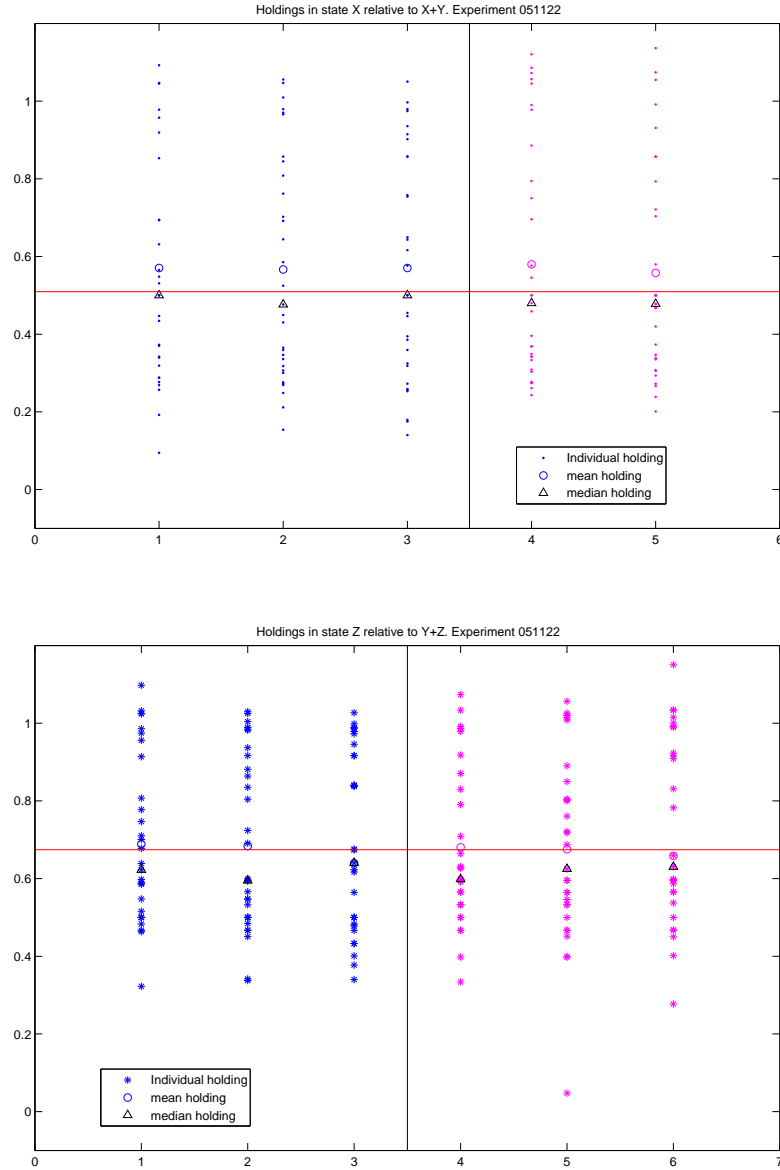 Holdings in state X relative to X+Y. Experiment 051122
1
0.8
0.6
0.4
0.2
0
Individual holding
mean holding
median holding
0 1 2 3 4 5 6
Holdings in state Z relative to Y+Z. Experiment 051122
1
0.8
0.6
0.4
0.2
0
Individual holding
mean holding
median holding
0 1 2 3 4 5 6 7